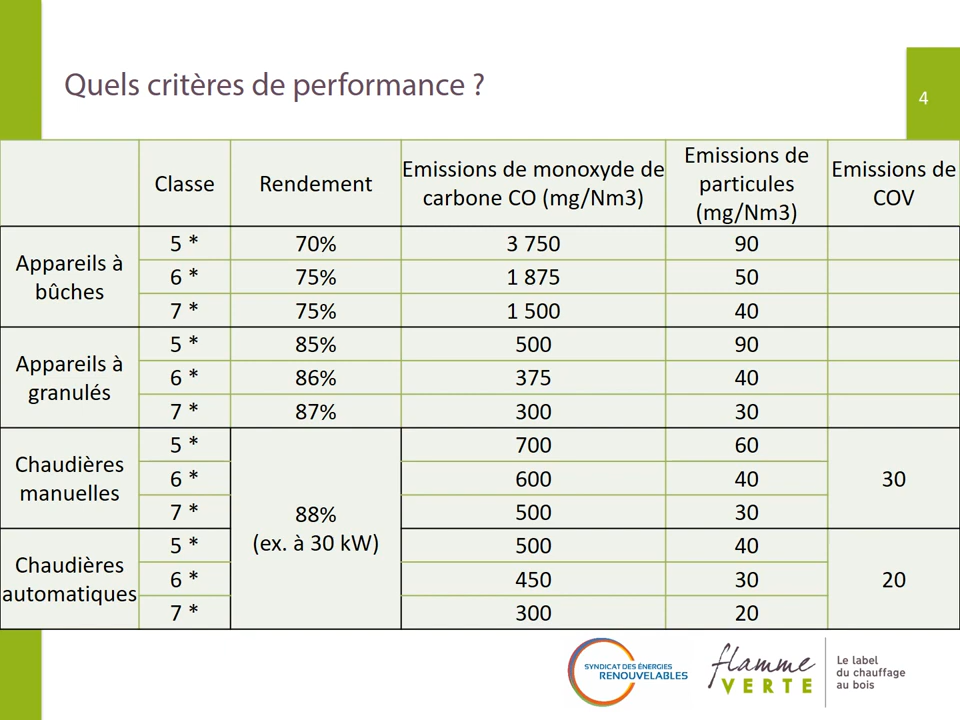 Quels critères de performance ?
4
Classe Rendement Emissions de monoxyde de carbone CO (mg/Nm3) Emissions de particules (mg/Nm3) Emissions de COV
Appareils à bûches
5 * 70% 3 750 90
6 * 75% 1 875 50
7 * 75% 1 500 40
Appareils à granulés
5 * 85% 500 90
6 * 86% 375 40
7 * 87% 300 30
Chaudières manuelles
88%
(ex. à 30 kW)
5 * 700 60
6 * 600 40 30
7 * 500 30
Chaudières automatiques
5 * 500 40
6 * 450 30 20
7 * 300 20
SYNDICAT DES ÉNERGIES
RENOUVELABLES
flamme
VERTE
Le label
du chauffage
au bois